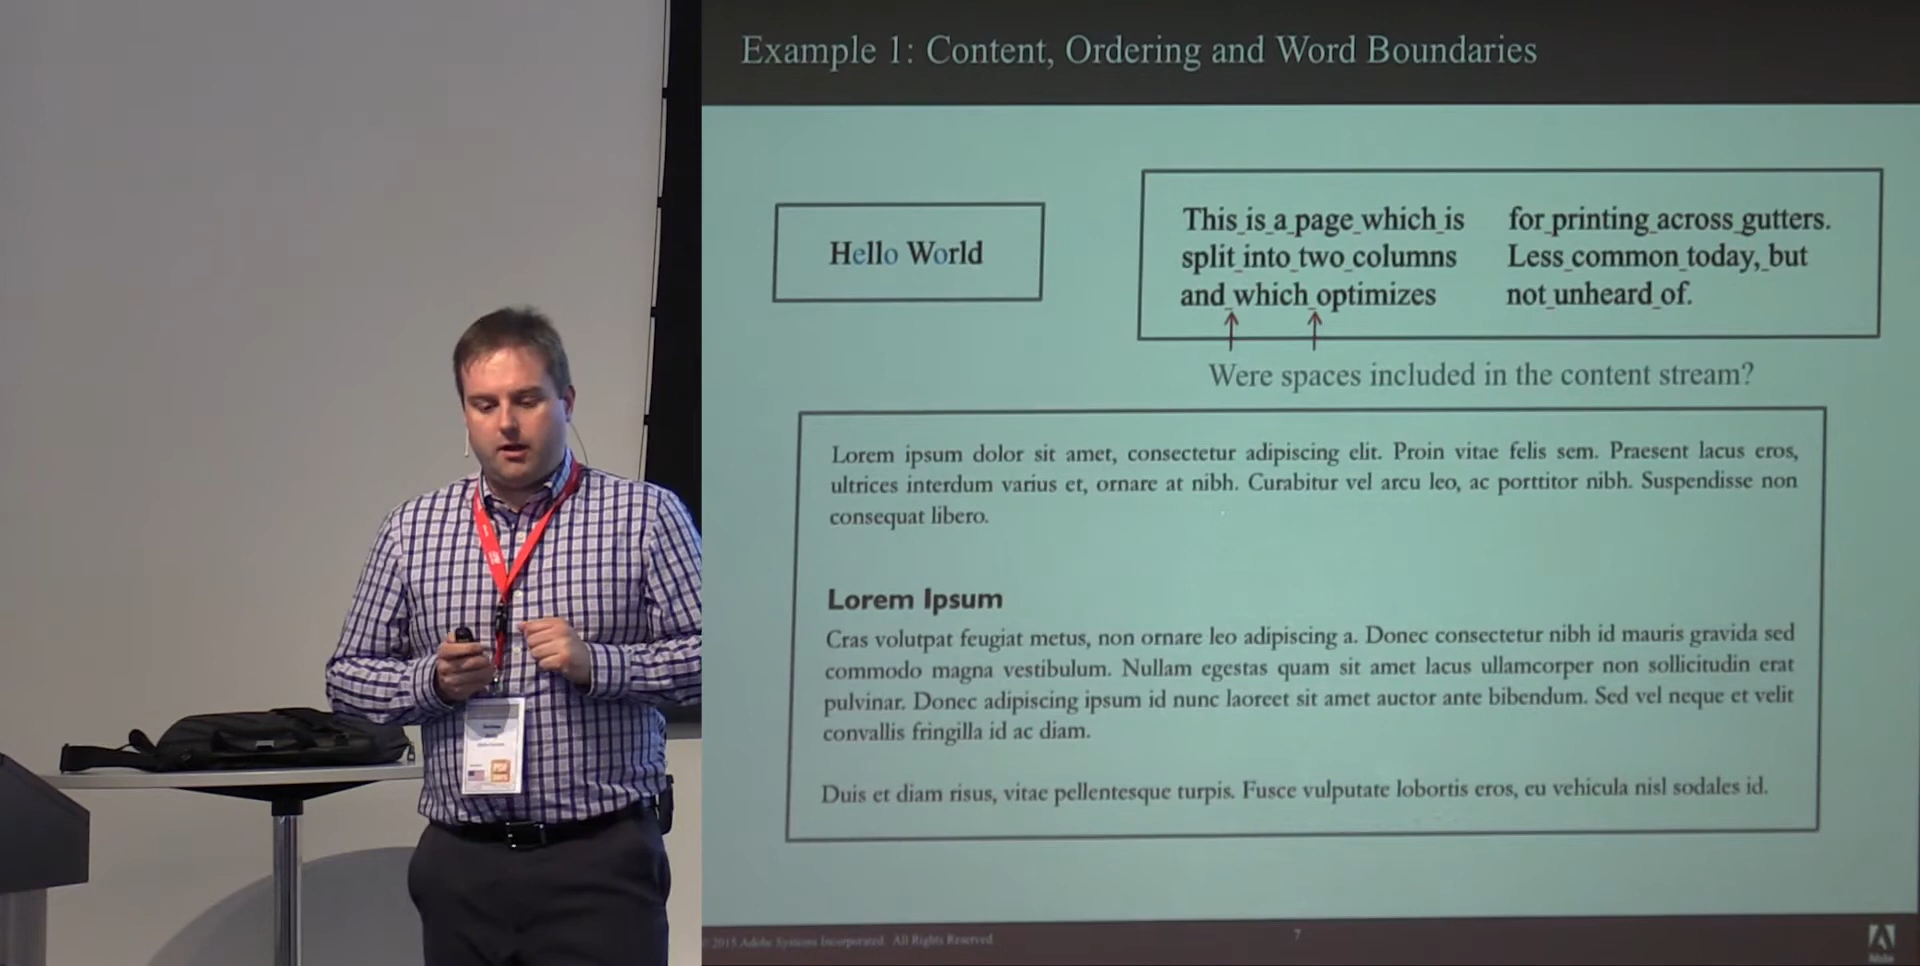 Example 1: Content, Ordering and Word Boundaries
Hello World
This_is_a_page_which_is
split_into_two_columns
and_which_optimizes
for_printing_across_gutters.
Less_common_today,_but
not_unheard_of.
Were spaces included in the content stream?
Lorem ipsum dolor sit amet, consectetur adipiscing elit. Proin vitae felis sem. Praesent lacus eros,
ultrices interdum varius et, ornare at nibh. Curabitur vel arcu leo, ac porttitor nibh. Suspendisse non
consequat libero.
Lorem Ipsum
Cras volutpat feugiat metus, non ornare leo adipiscing a. Donec consectetur nibh id mauris gravida sed
commodo magna vestibulum. Nullam egestas quam sit amet lacus ullamcorper non sollicitudin erat
pulvinar. Donec adipiscing ipsum id nunc laoreet sit amet auctor ante bibendum. Sed vel neque et velit
convallis fringilla id ac diam.
Duis et diam risus, vitae pellentesque turpis. Fusce vulputate lobortis eros, eu vehicula nisl sodales id.
© 2015 Adobe Systems Incorporated. All Rights Reserved.
7
Adobe